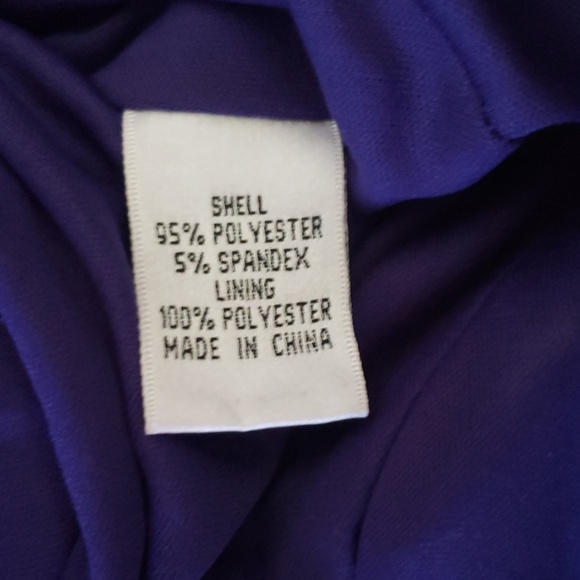 SHELL
95% POLYESTER
5% SPANDEX
LINING
100% POLYESTER
MADE IN CHINA